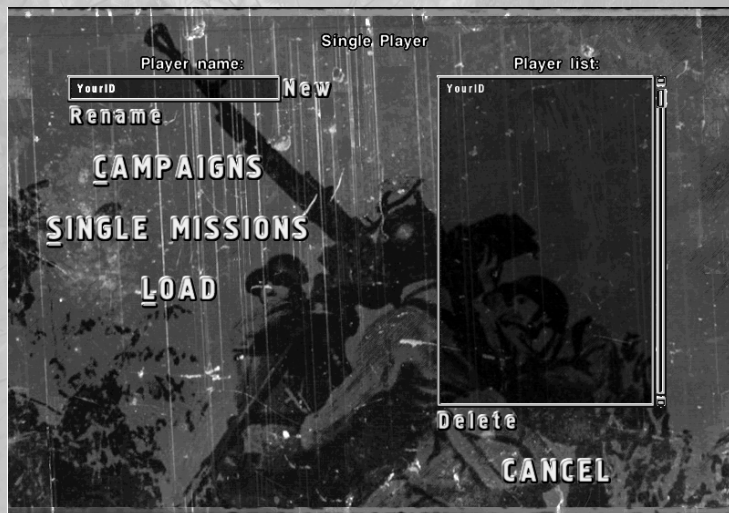 Single Player
Player name:
YourID
New
Rename
CAMPAIGNS
SINGLE MISSIONS
LOAD
Player list:
YourID
Delete
CANCEL